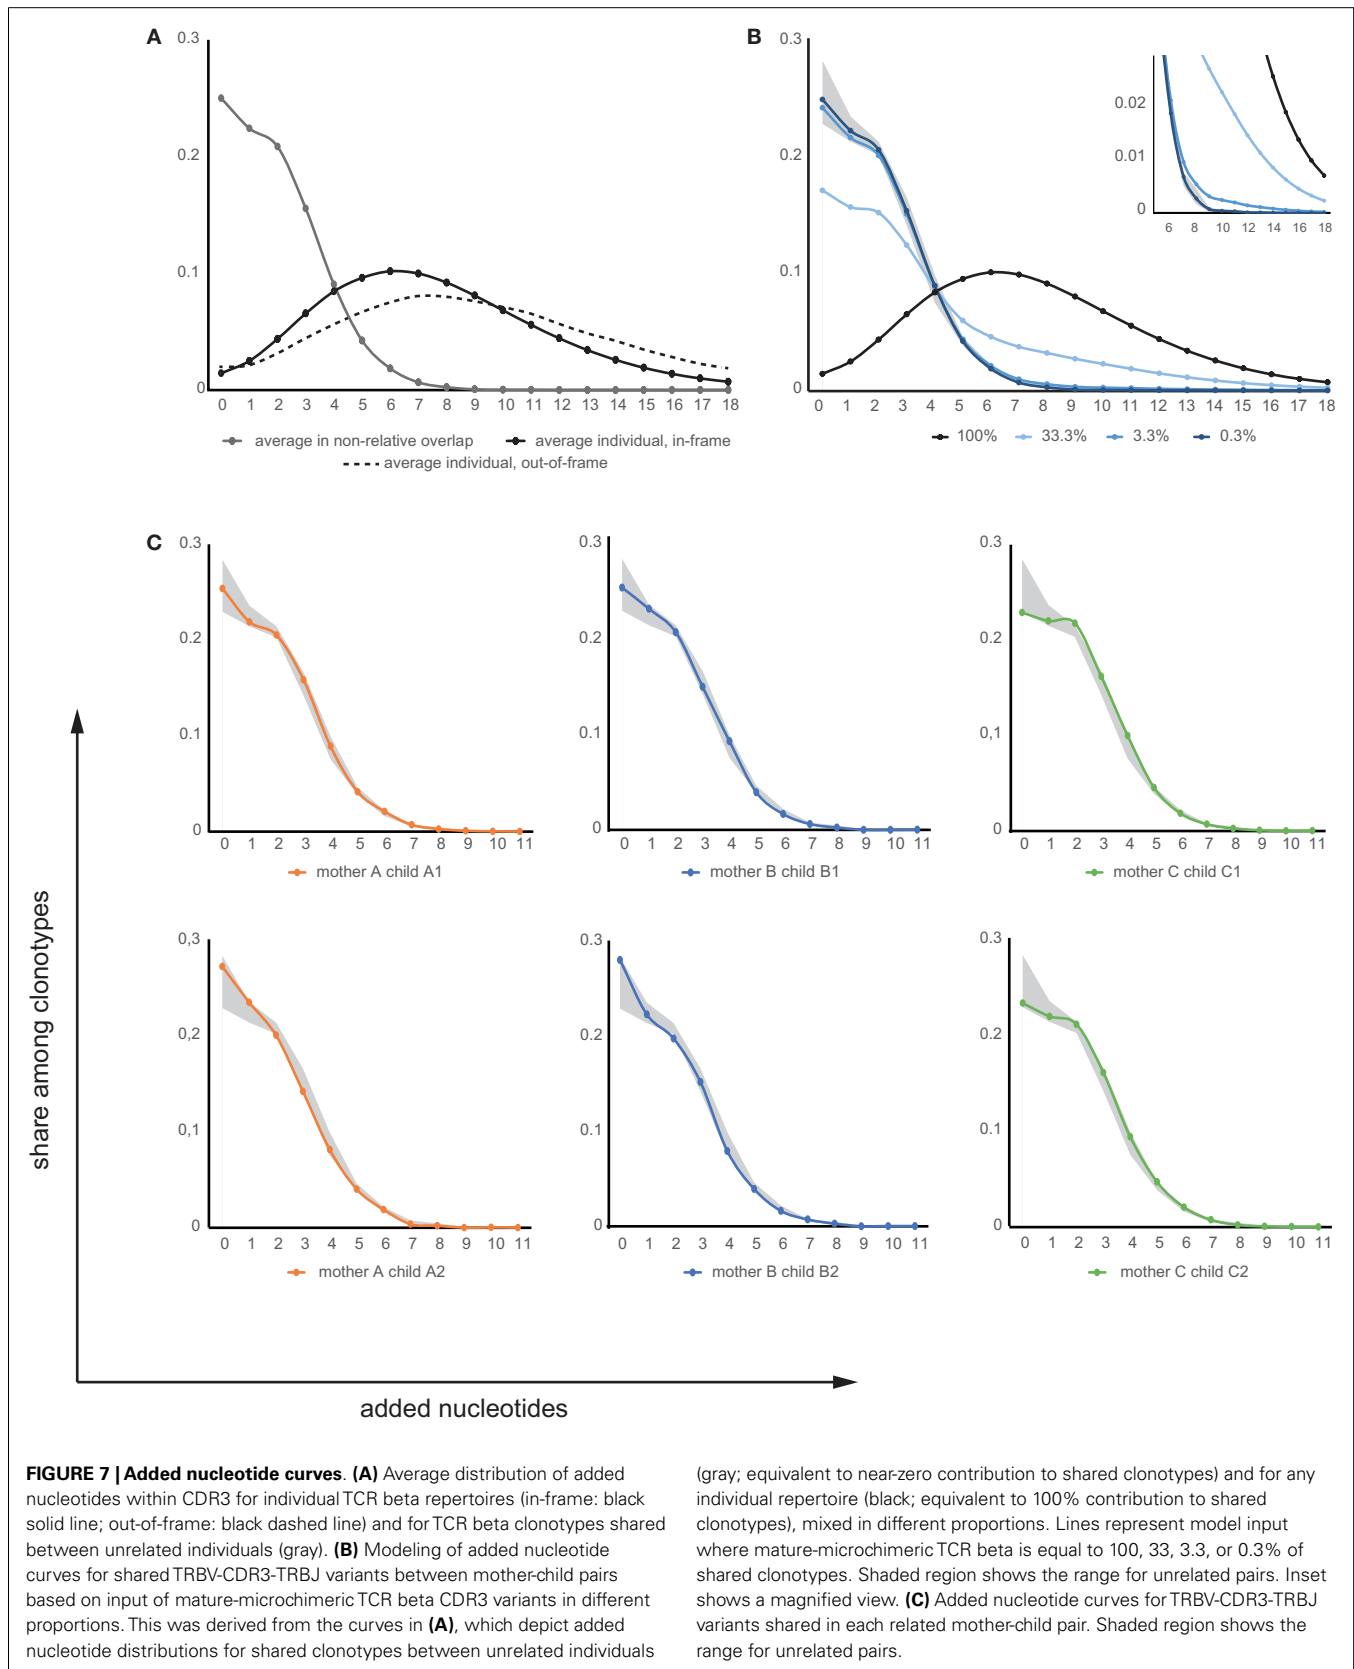 A
0.3
0.2
0.1
0
0 1 2 3 4 5 6 7 8 9 10 11 12 13 14 15 16 17 18
average in non-relative overlap
average individual, in-frame
average individual, out-of-frame
B
0.3
0.2
0.1
0
0 1 2 3 4 5 6 7 8 9 10 11 12 13 14 15 16 17 18
100% 33.3% 3.3% 0.3%
0.02
0.01
0
6 8 10 12 14 16 18
C
0.3
0.2
0.1
0
0 1 2 3 4 5 6 7 8 9 10 11
mother A child A1
0.3
0.2
0.1
0
0 1 2 3 4 5 6 7 8 9 10 11
mother B child B1
0.3
0.2
0,1
0
0 1 2 3 4 5 6 7 8 9 10 11
mother C child C1
0,3
0,2
0,1
0
0 1 2 3 4 5 6 7 8 9 10 11
mother A child A2
0.3
0.2
0.1
0
0 1 2 3 4 5 6 7 8 9 10 11
mother B child B2
0.3
0.2
0.1
0
0 1 2 3 4 5 6 7 8 9 10 11
mother C child C2
share among clonotypes
added nucleotides
FIGURE 7 | Added nucleotide curves. (A) Average distribution of added
nucleotides within CDR3 for individual TCR beta repertoires (in-frame: black
solid line; out-of-frame: black dashed line) and for TCR beta clonotypes shared
between unrelated individuals (gray). (B) Modeling of added nucleotide
curves for shared TRBV-CDR3-TRBJ variants between mother-child pairs
based on input of mature-microchimeric TCR beta CDR3 variants in different
proportions. This was derived from the curves in (A), which depict added
nucleotide distributions for shared clonotypes between unrelated individuals
(gray; equivalent to near-zero contribution to shared clonotypes) and for any
individual repertoire (black; equivalent to 100% contribution to shared
clonotypes), mixed in different proportions. Lines represent model input
where mature-microchimeric TCR beta is equal to 100, 33, 3.3, or 0.3% of
shared clonotypes. Shaded region shows the range for unrelated pairs. Inset
shows a magnified view. (C) Added nucleotide curves for TRBV-CDR3-TRBJ
variants shared in each related mother-child pair. Shaded region shows the
range for unrelated pairs.